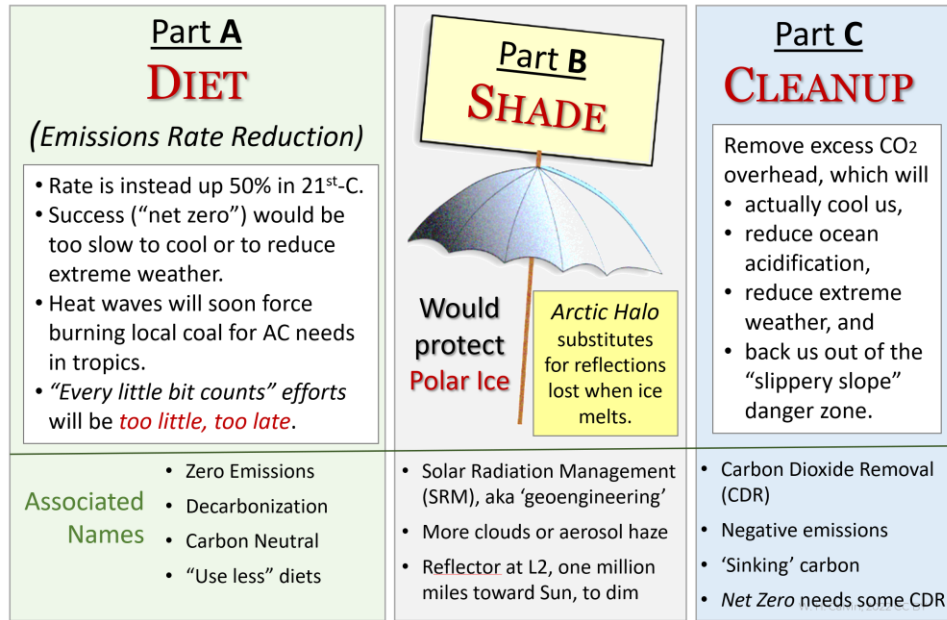 Part A
DIET
(Emissions Rate Reduction)
• Rate is instead up 50% in 21st-C.
• Success (“net zero”) would be
too slow to cool or to reduce
extreme weather.
• Heat waves will soon force
burning local coal for AC needs
in tropics.
• “Every little bit counts” efforts
will be too little, too late.
Associated
Names
• Zero Emissions
• Decarbonization
• Carbon Neutral
• “Use less” diets
Part B
SHADE
Would
protect
Polar Ice
Arctic Halo
substitutes
for reflections
lost when ice
melts.
• Solar Radiation Management
(SRM), aka ‘geoengineering’
• More clouds or aerosol haze
• Reflector at L2, one million
miles toward Sun, to dim
Part C
CLEANUP
Remove excess CO2
overhead, which will
• actually cool us,
• reduce ocean
acidification,
• reduce extreme
weather, and
• back us out of the
“slippery slope”
danger zone.
• Carbon Dioxide Removal
(CDR)
• Negative emissions
• ‘Sinking’ carbon
• Net Zero needs some CDR